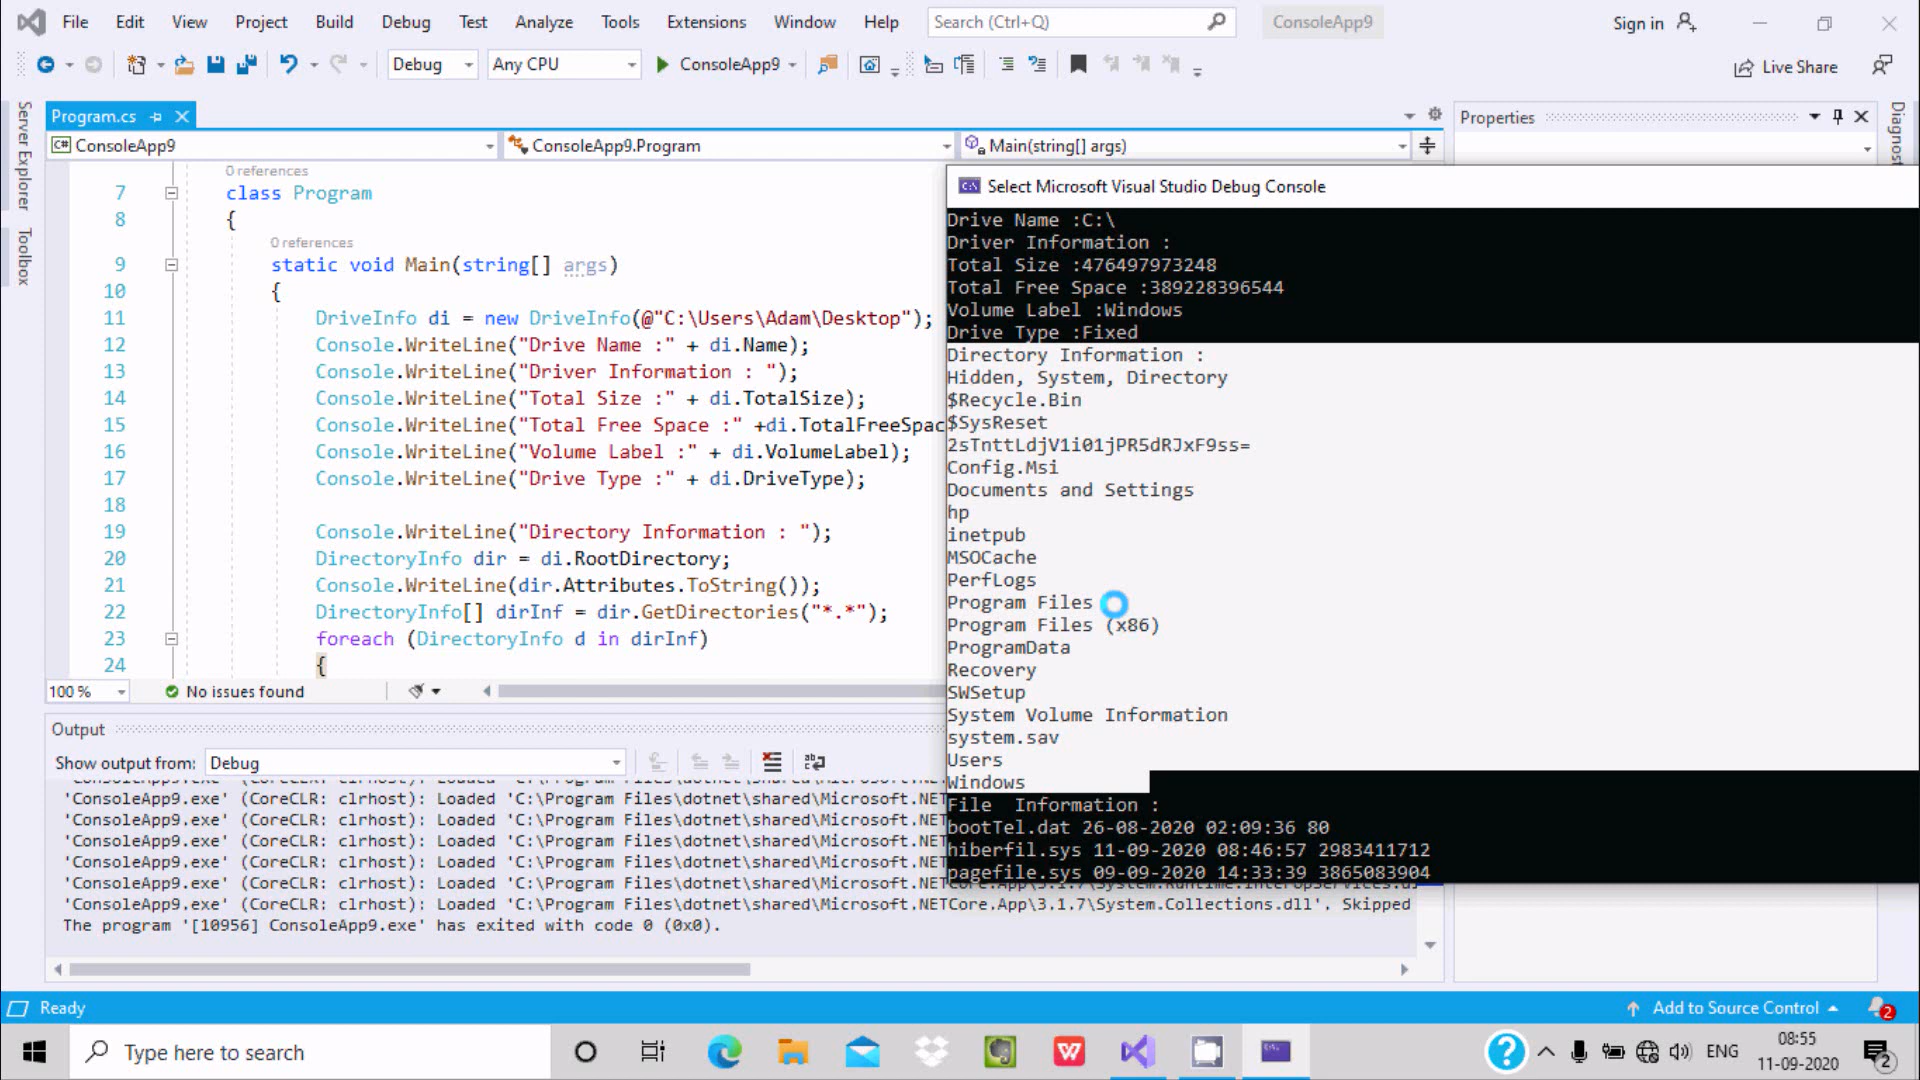 File Edit View Project Build Debug Test Analyze Tools Extensions Window Help Search (Ctrl+Q) ConsoleApp9 Sign in
Debug Any CPU ConsoleApp9 Live Share
Server Explorer
Toolbox
Program.cs
ConsoleApp9 ConsoleApp9.Program Main(string[] args)
Properties
Diagnost
0 references
7 class Program
8 {
0 references
9 static void Main(string[] args)
10 {
11 DriveInfo di = new DriveInfo(@"C:\Users\Adam\Desktop");
12 Console.WriteLine("Drive Name :" + di.Name);
13 Console.WriteLine("Driver Information : ");
14 Console.WriteLine("Total Size :" + di.TotalSize);
15 Console.WriteLine("Total Free Space :" +di.TotalFreeSpac
16 Console.WriteLine("Volume Label :" + di.VolumeLabel);
17 Console.WriteLine("Drive Type :" + di.DriveType);
18
19 Console.WriteLine("Directory Information : ");
20 DirectoryInfo dir = di.RootDirectory;
21 Console.WriteLine(dir.Attributes.ToString());
22 DirectoryInfo[] dirInf = dir.GetDirectories("*.*");
23 foreach (DirectoryInfo d in dirInf)
24 {
100 % No issues found
Select Microsoft Visual Studio Debug Console
Drive Name :C:\
Driver Information :
Total Size :476497973248
Total Free Space :389228396544
Volume Label :Windows
Drive Type :Fixed
Directory Information :
Hidden, System, Directory
$Recycle.Bin
$SysReset
2sTnttLdjV1i01jPR5dRJxF9ss=
Config.Msi
Documents and Settings
hp
inetpub
MSOCache
PerfLogs
Program Files
Program Files (x86)
ProgramData
Recovery
SWSetup
System Volume Information
system.sav
Users
Windows
File  Information :
bootTel.dat 26-08-2020 02:09:36 80
hiberfil.sys 11-09-2020 08:46:57 2983411712
pagefile.sys 09-09-2020 14:33:39 3865083904
Output
Show output from: Debug
'ConsoleApp9.exe' (CoreCLR: clrhost): Loaded 'C:\Program Files\dotnet\shared\Microsoft.NET
'ConsoleApp9.exe' (CoreCLR: clrhost): Loaded 'C:\Program Files\dotnet\shared\Microsoft.NET
'ConsoleApp9.exe' (CoreCLR: clrhost): Loaded 'C:\Program Files\dotnet\shared\Microsoft.NET
'ConsoleApp9.exe' (CoreCLR: clrhost): Loaded 'C:\Program Files\dotnet\shared\Microsoft.NET
'ConsoleApp9.exe' (CoreCLR: clrhost): Loaded 'C:\Program Files\dotnet\shared\Microsoft.NETCore.App\3.1.7\System.Runtime.InteropServices.d
'ConsoleApp9.exe' (CoreCLR: clrhost): Loaded 'C:\Program Files\dotnet\shared\Microsoft.NETCore.App\3.1.7\System.Collections.dll'. Skipped
The program '[10956] ConsoleApp9.exe' has exited with code 0 (0x0).
Ready Add to Source Control 2
Type here to search ENG 08:55
11-09-2020 2